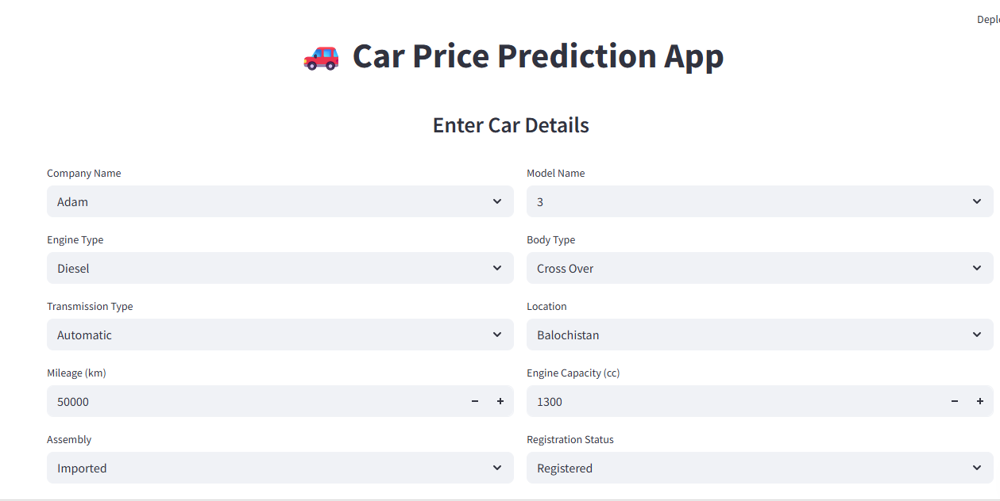 Car Price Prediction App
Enter Car Details
Company Name
Adam
Model Name
3
Engine Type
Diesel
Body Type
Cross Over
Transmission Type
Automatic
Location
Balochistan
Mileage (km)
50000
Engine Capacity (cc)
1300
Assembly
Imported
Registration Status
Registered